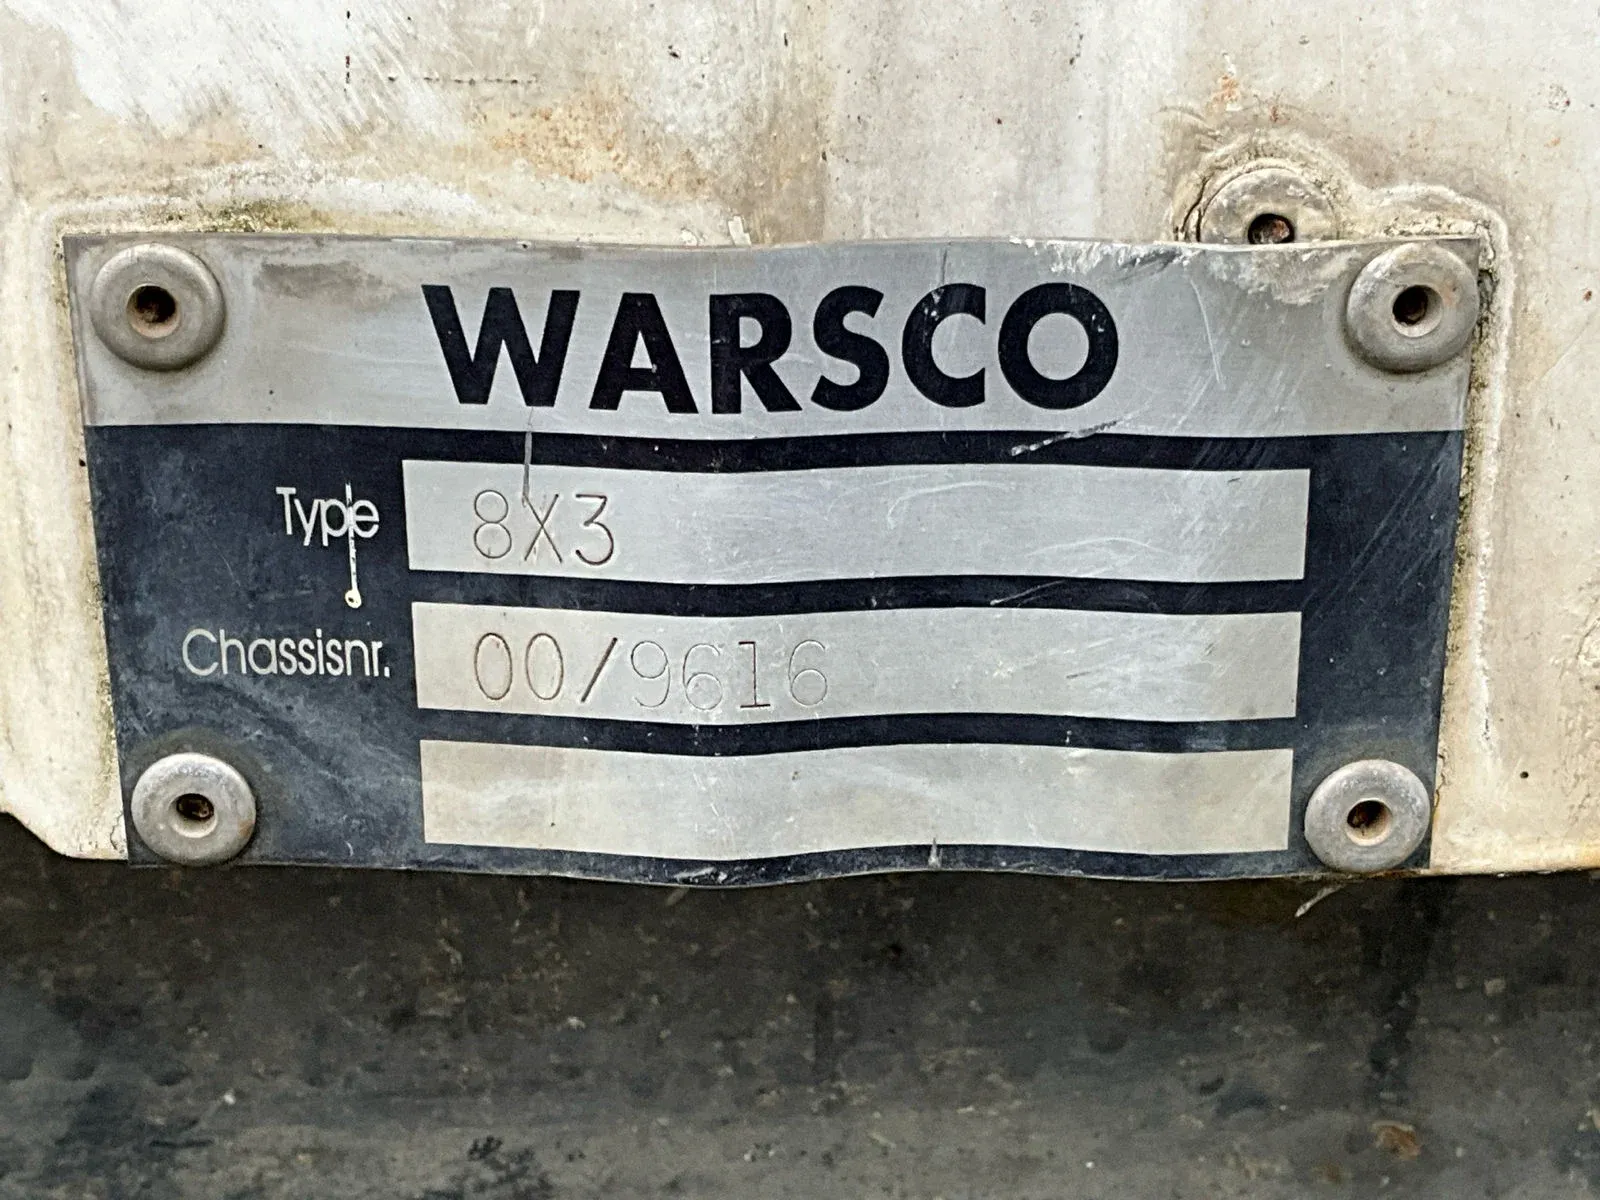 WARSCO
Type 8X3
Chassisnr. 00/9616